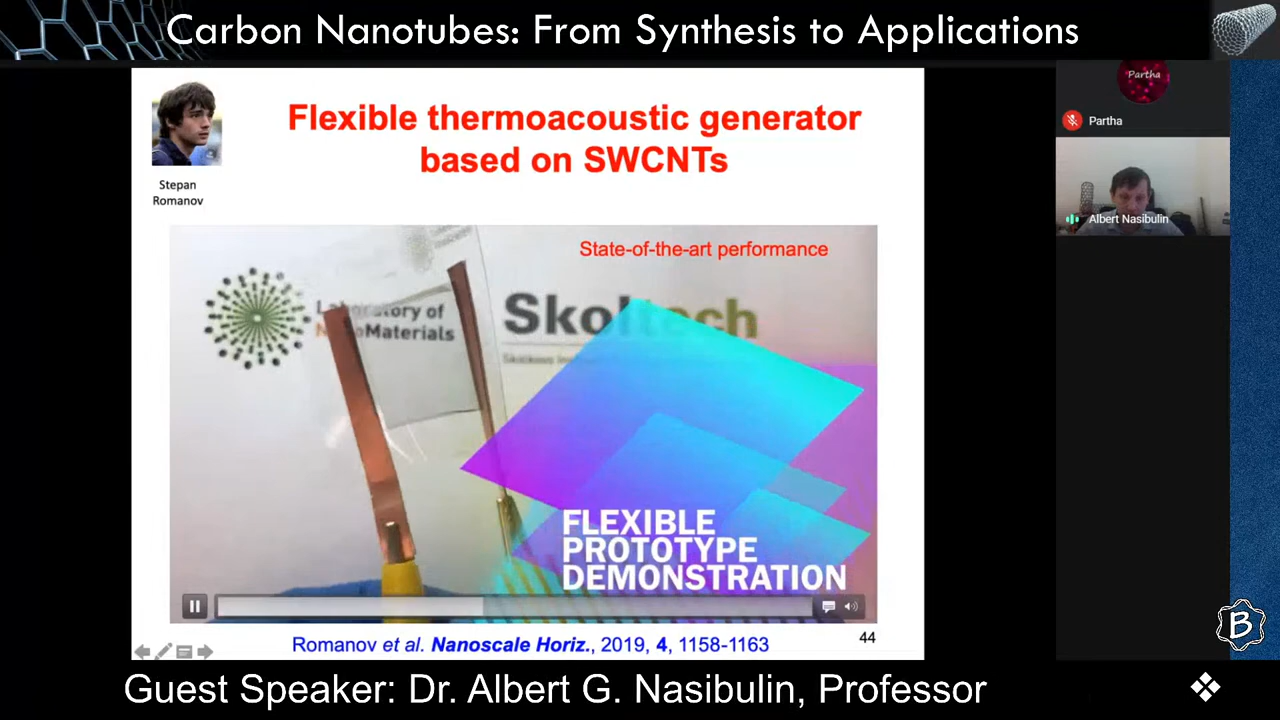 Carbon Nanotubes: From Synthesis to Applications
Partha
Partha
Albert Nasibulin
Stepan
Romanov
Flexible thermoacoustic generator
based on SWCNTs
State-of-the-art performance
Laboratory of
NanoMaterials
Skoltech
FLEXIBLE
PROTOTYPE
DEMONSTRATION
Romanov et al. Nanoscale Horiz., 2019, 4, 1158-1163
44
B
Guest Speaker: Dr. Albert G. Nasibulin, Professor